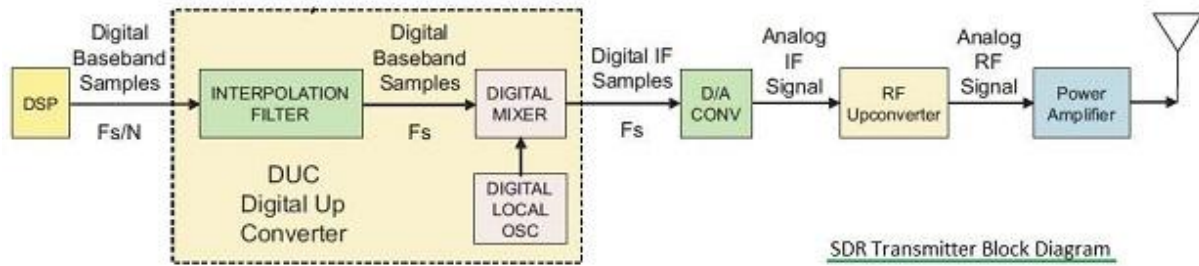 DSP
Digital
Baseband
Samples
Fs/N
INTERPOLATION
FILTER
Digital
Baseband
Samples
Fs
DIGITAL
MIXER
DIGITAL
LOCAL
OSC
DUC
Digital Up
Converter
Digital IF
Samples
Fs
D/A
CONV
Analog
IF
Signal
RF
Upconverter
Analog
RF
Signal
Power
Amplifier
SDR Transmitter Block Diagram